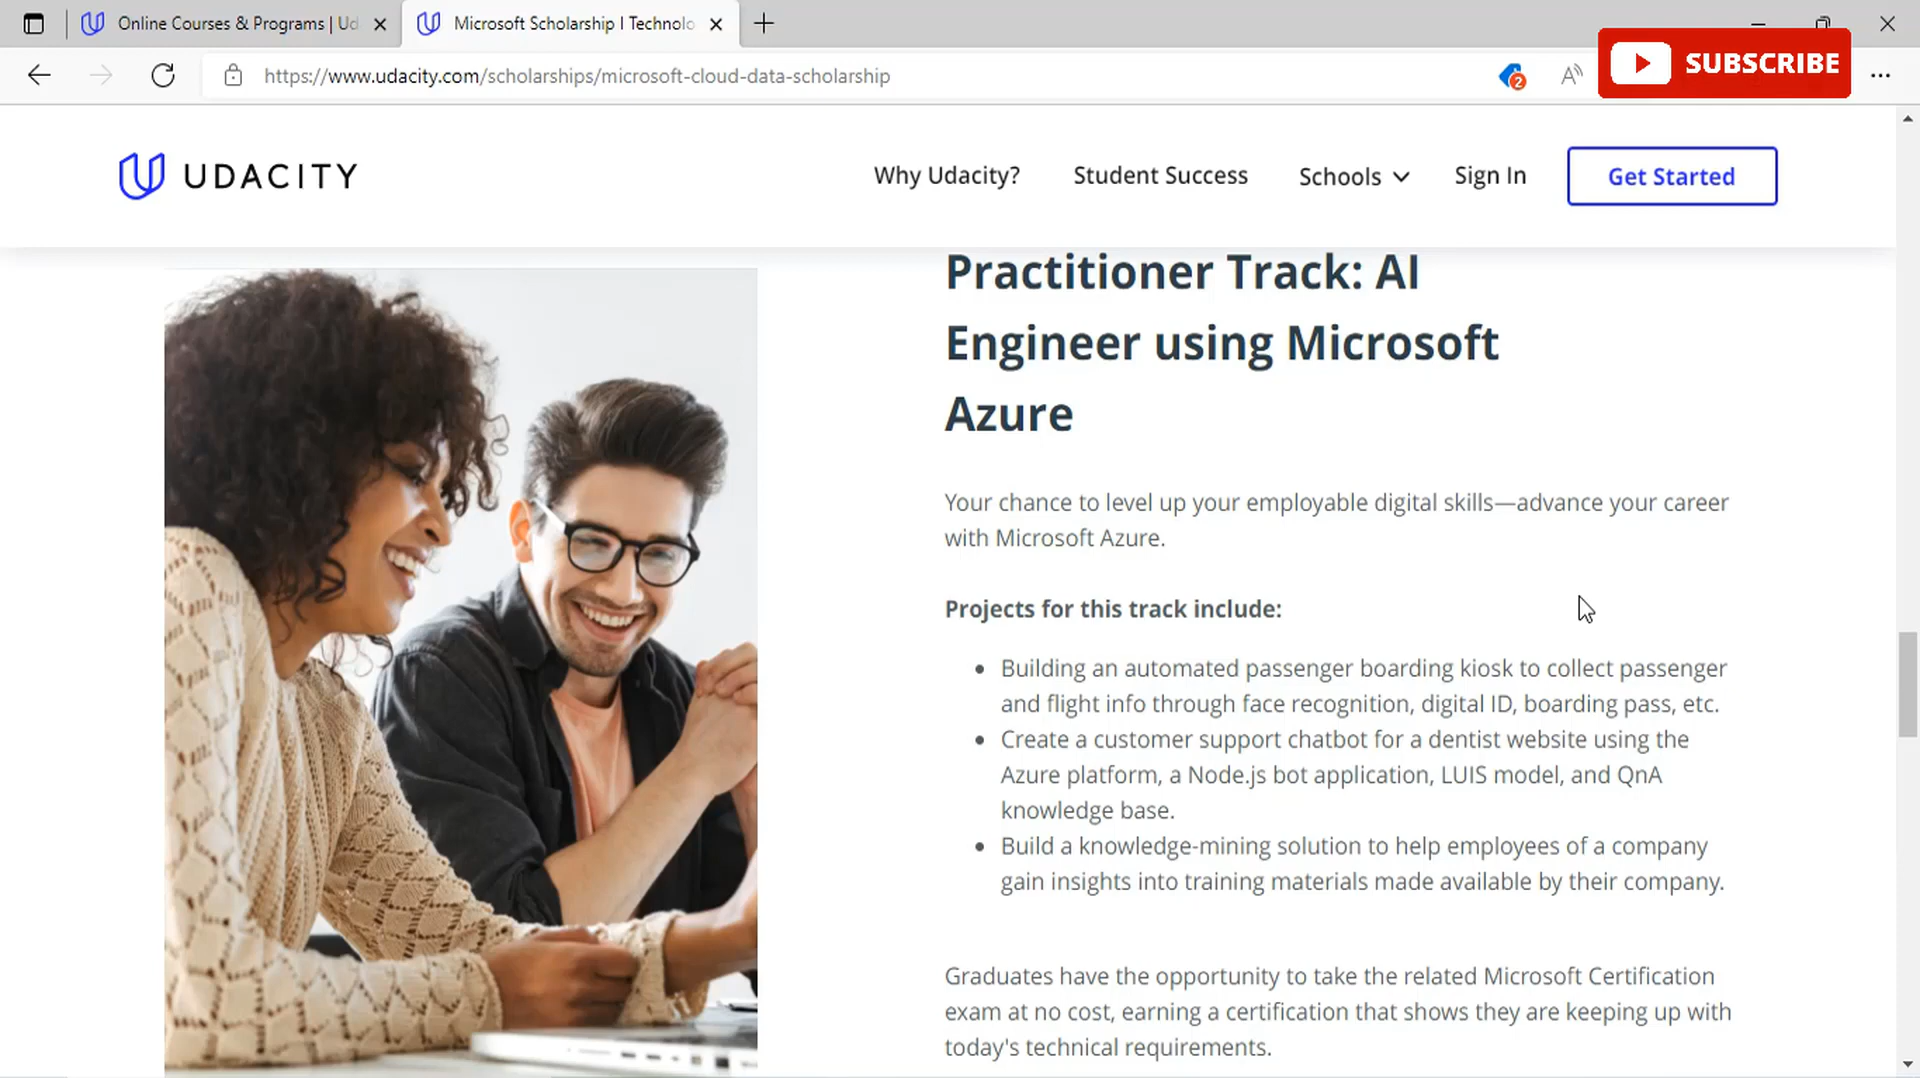 Online Courses & Programs | Ud
Microsoft Scholarship I Technolo
https://www.udacity.com/scholarships/microsoft-cloud-data-scholarship
2
A
SUBSCRIBE
UDACITY
Why Udacity?
Student Success
Schools
Sign In
Get Started
Practitioner Track: AI
Engineer using Microsoft
Azure
Your chance to level up your employable digital skills—advance your career
with Microsoft Azure.
Projects for this track include:
• Building an automated passenger boarding kiosk to collect passenger
and flight info through face recognition, digital ID, boarding pass, etc.
• Create a customer support chatbot for a dentist website using the
Azure platform, a Node.js bot application, LUIS model, and QnA
knowledge base.
• Build a knowledge-mining solution to help employees of a company
gain insights into training materials made available by their company.
Graduates have the opportunity to take the related Microsoft Certification
exam at no cost, earning a certification that shows they are keeping up with
today's technical requirements.